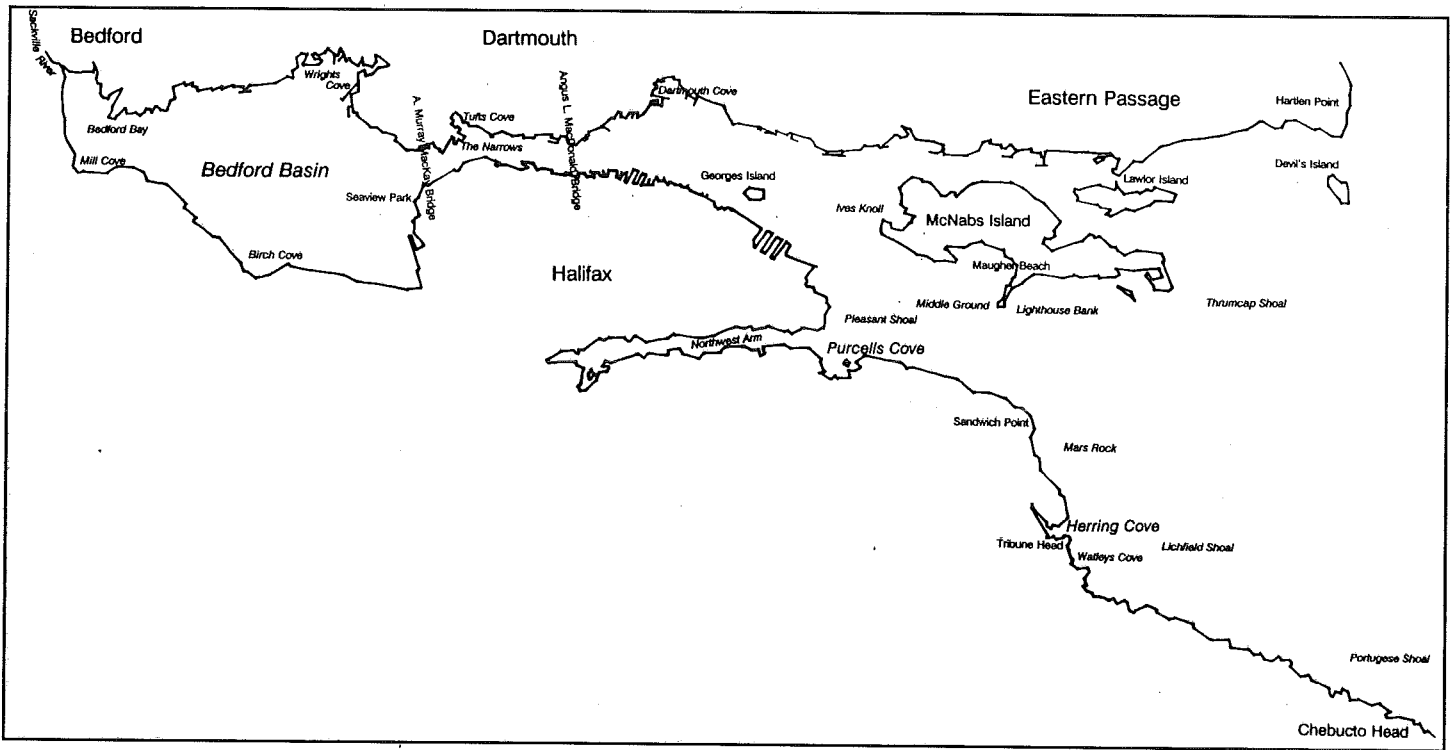 Sackville River
Bedford
Dartmouth
Wrights
Cove
A. Murray MacKay Bridge
Angus L. MacDonald Bridge
Dartmouth Cove
Eastern Passage
Hartlen Point
Bedford Bay
Tufts Cove
The Narrows
Mill Cove
Bedford Basin
Seaview Park
Georges Island
Lawlor Island
Devil's Island
Ives Knoll
McNabs Island
Birch Cove
Halifax
Maugher Beach
Middle Ground
Lighthouse Bank
Thrumcap Shoal
Pleasant Shoal
Northwest Arm
Purcells Cove
Sandwich Point
Mars Rock
Herring Cove
Tribune Head
Watleys Cove
Lichfield Shoal
Portugese Shoal
Chebucto Head